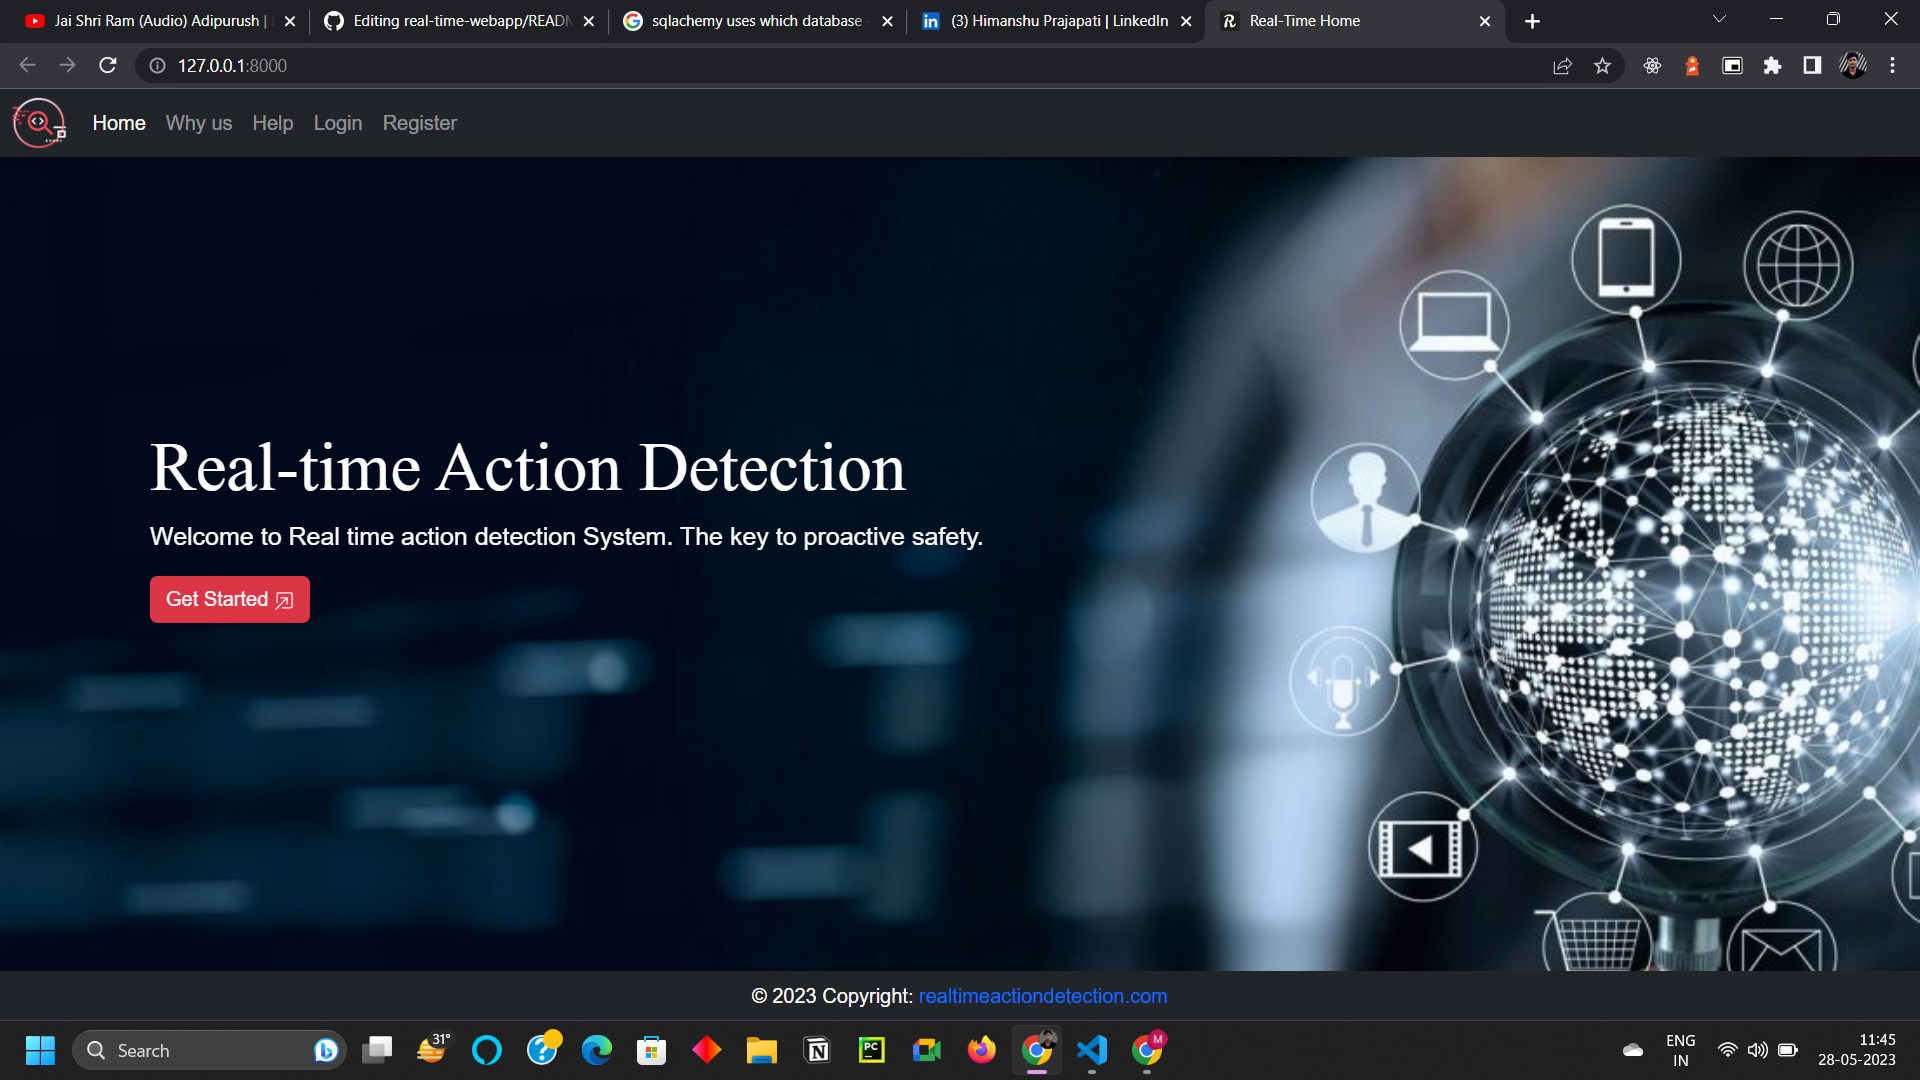 Jai Shri Ram (Audio) Adipurush |
Editing real-time-webapp/READM
sqlachemy uses which database -
(3) Himanshu Prajapati | LinkedIn
Real-Time Home
127.0.0.1:8000
Home
Why us
Help
Login
Register
Real-time Action Detection
Welcome to Real time action detection System. The key to proactive safety.
Get Started
© 2023 Copyright: realtimeactiondetection.com
Search
31°
PC
M
ENG
IN
11:45
28-05-2023